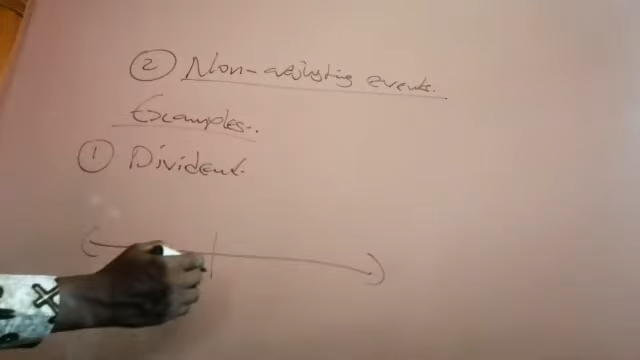 ② Non-adjusting events.
Examples:.
① Divident.